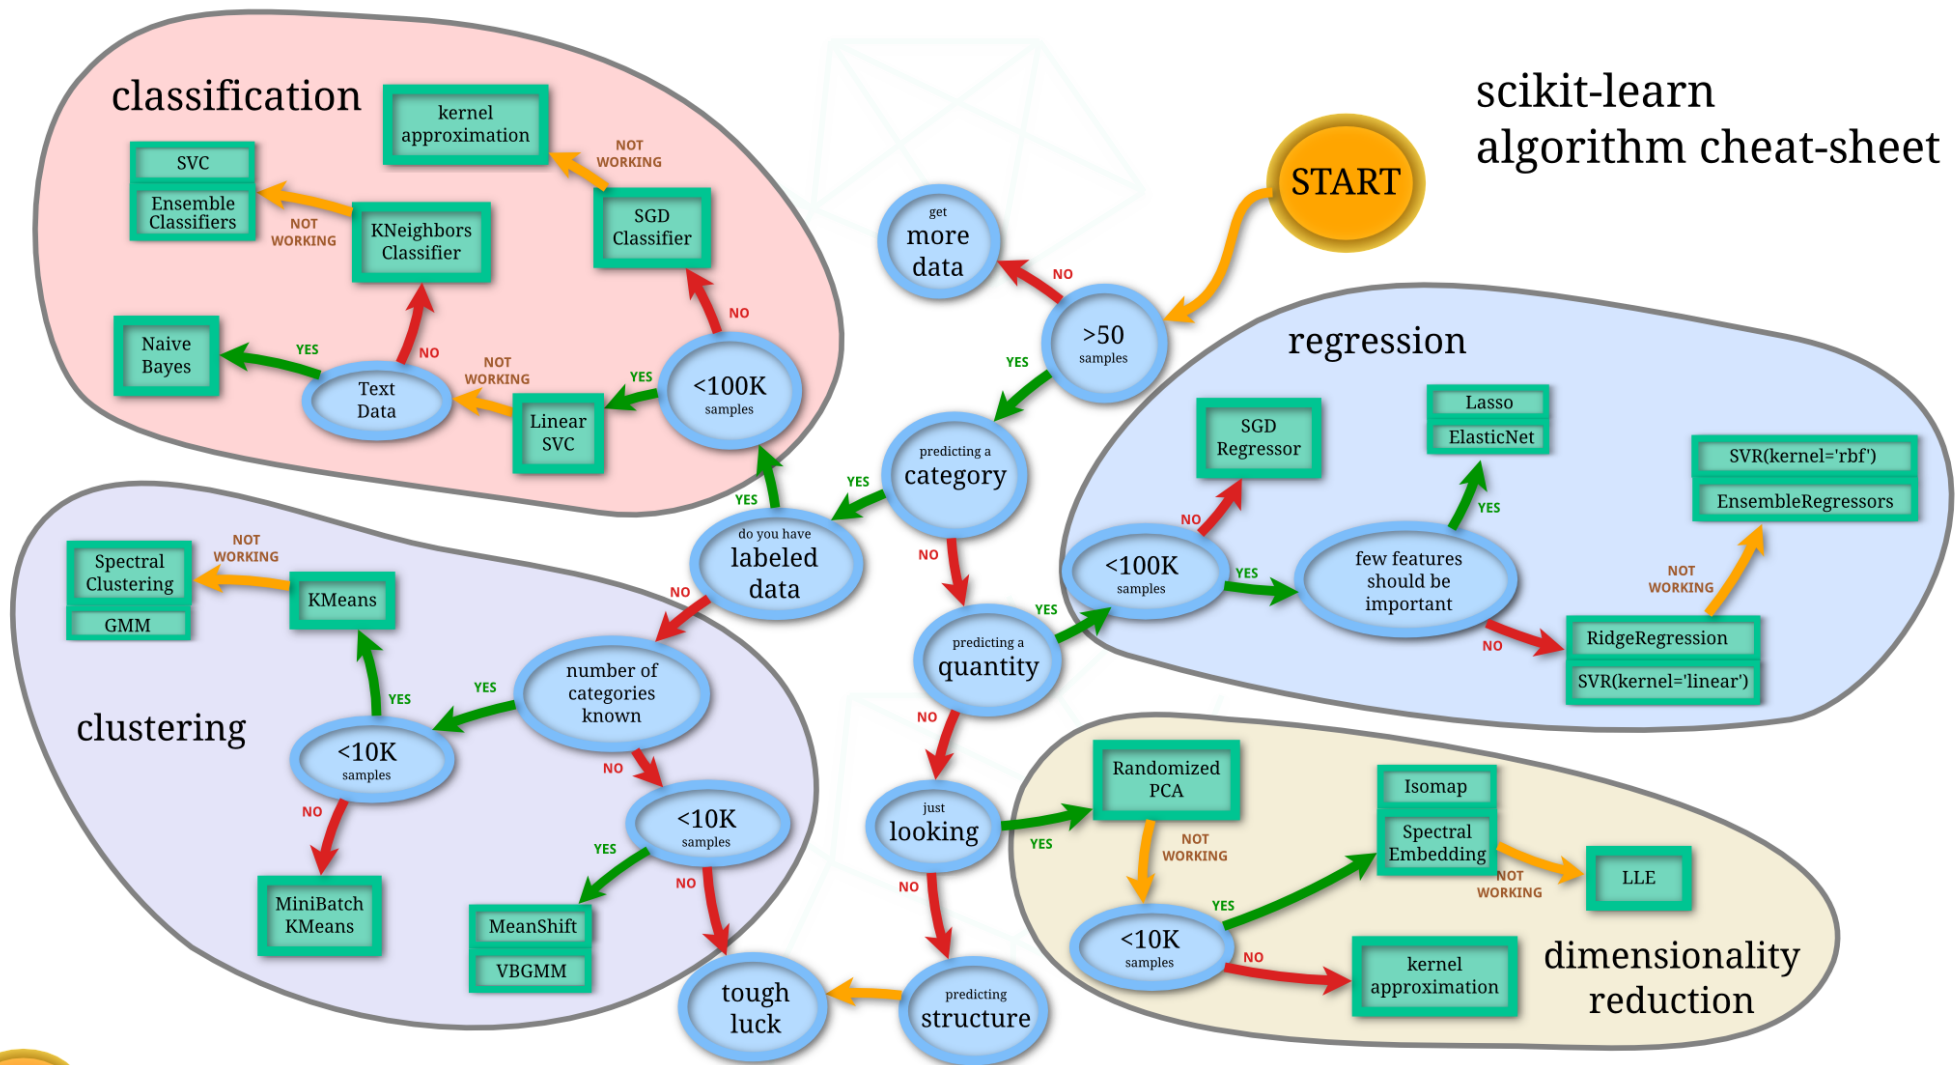 scikit-learn
algorithm cheat-sheet
START
>50
samples
NO
get
more
data
YES
predicting a
category
YES
do you have
labeled
data
YES
NO
NO
predicting a
quantity
YES
NO
just
looking
YES
NO
predicting
structure
tough
luck
classification
<100K
samples
NO
SGD
Classifier
NOT
WORKING
kernel
approximation
YES
Linear
SVC
NOT
WORKING
Text
Data
YES
Naive
Bayes
NO
KNeighbors
Classifier
NOT
WORKING
SVC
Ensemble
Classifiers
clustering
number of
categories
known
YES
<10K
samples
YES
KMeans
NOT
WORKING
Spectral
Clustering
GMM
NO
MiniBatch
KMeans
NO
<10K
samples
YES
MeanShift
VBGMM
NO
regression
<100K
samples
NO
SGD
Regressor
YES
few features
should be
important
YES
Lasso
ElasticNet
NO
RidgeRegression
SVR(kernel='linear')
NOT
WORKING
SVR(kernel='rbf')
EnsembleRegressors
dimensionality
reduction
Randomized
PCA
NOT
WORKING
<10K
samples
YES
Isomap
Spectral
Embedding
NOT
WORKING
LLE
NO
kernel
approximation